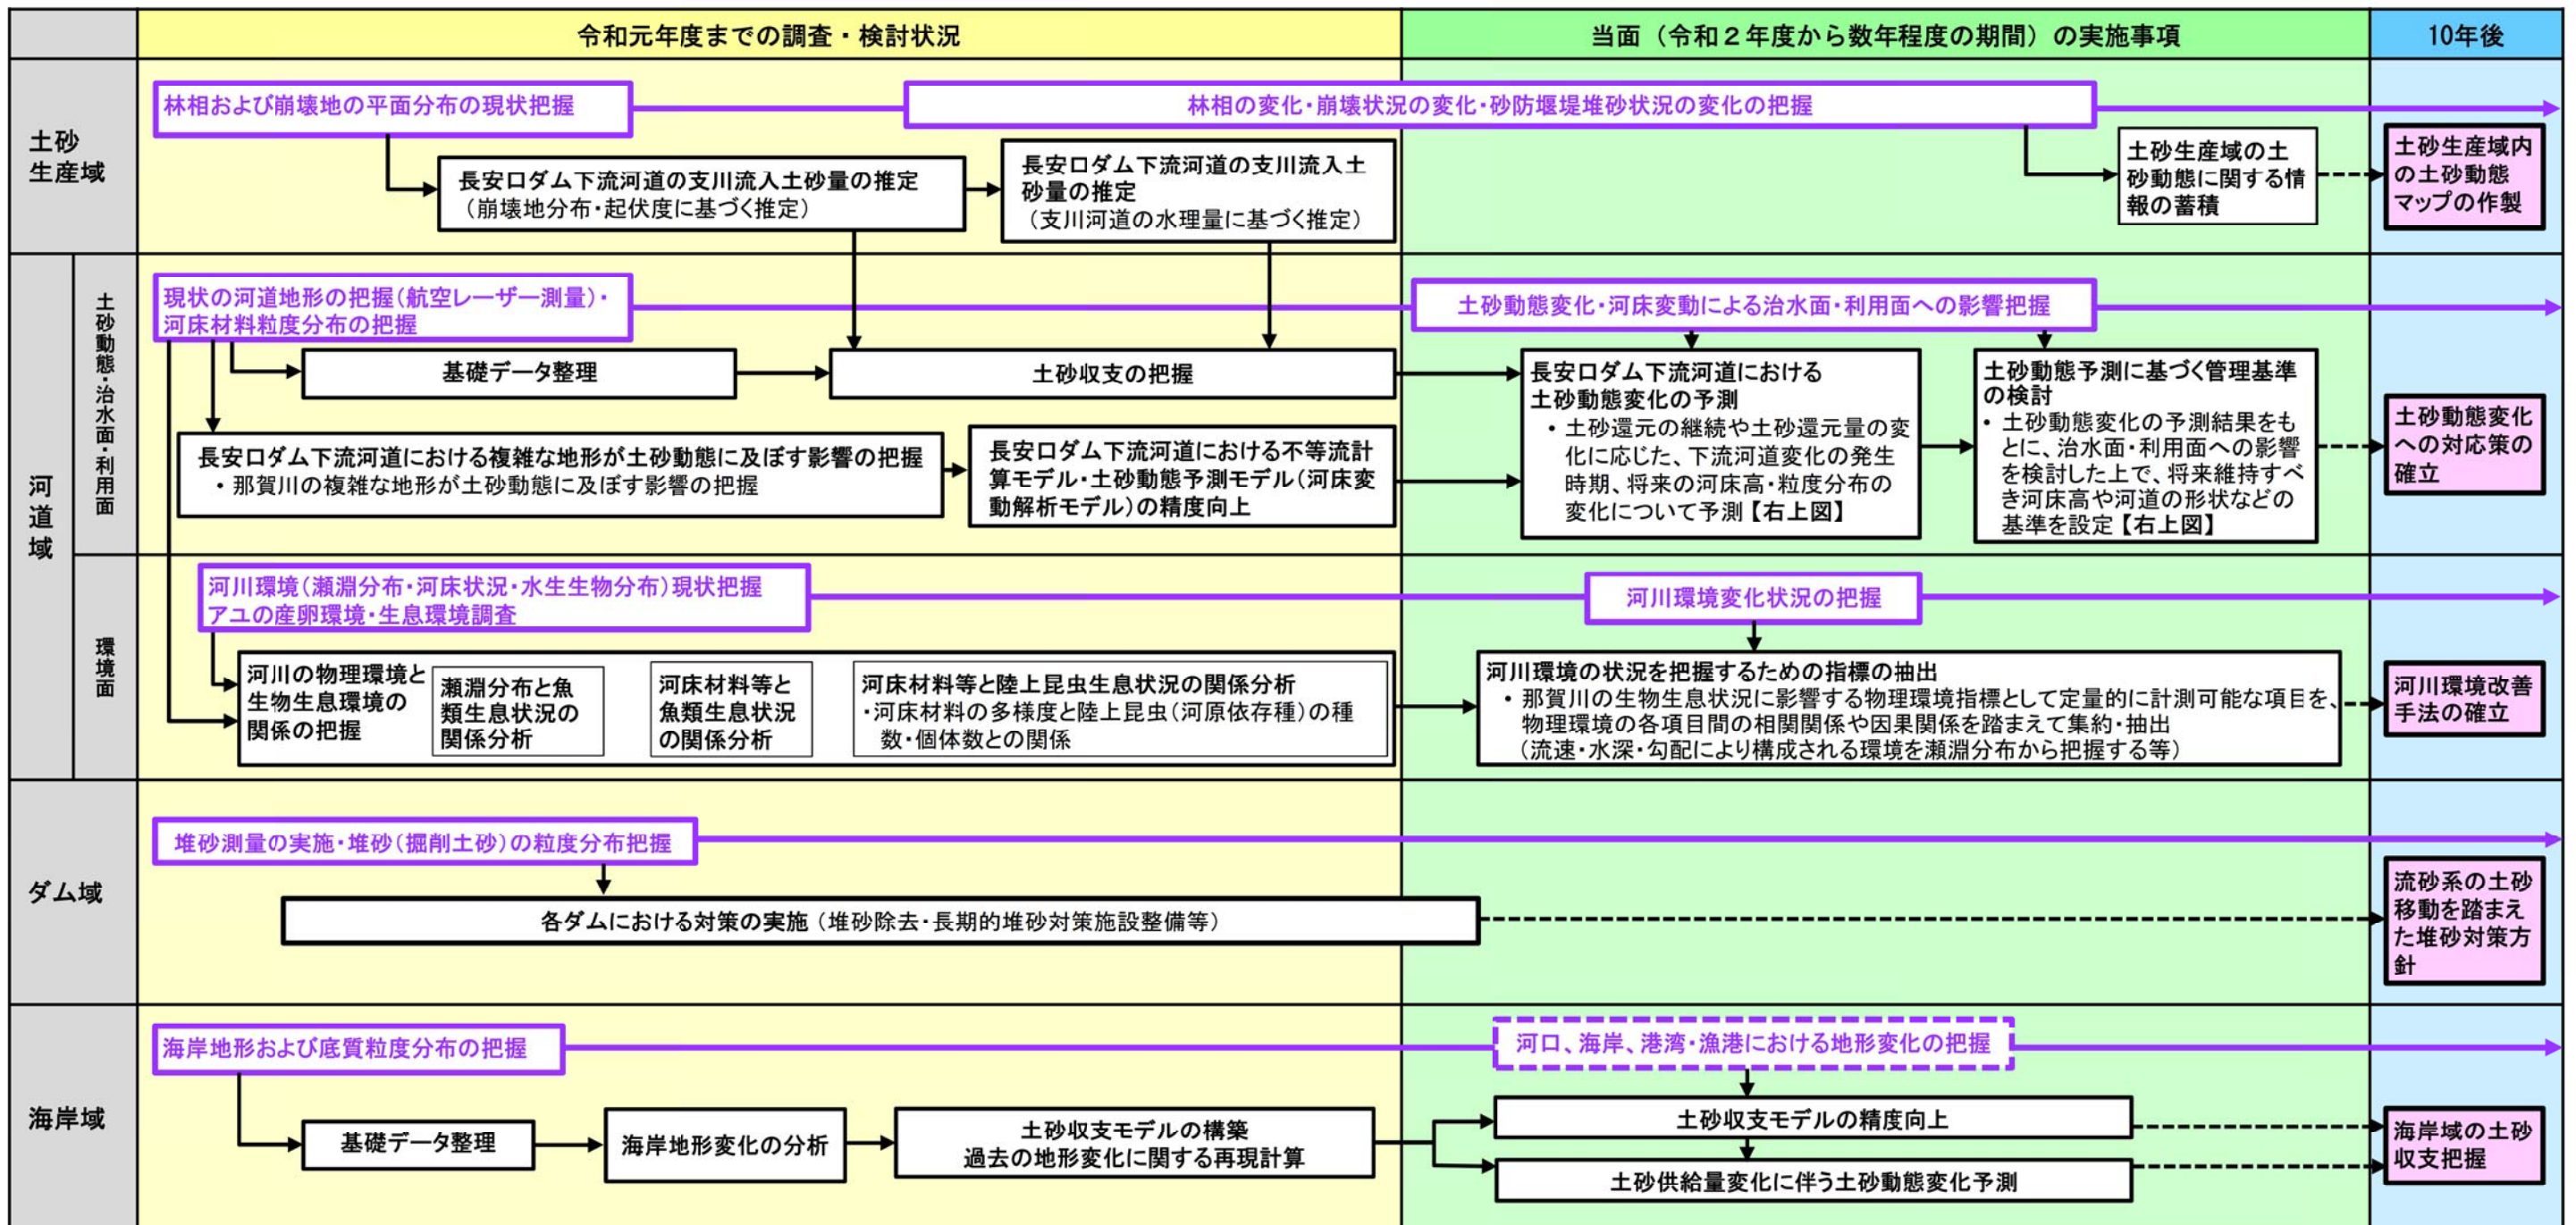 令和元年度までの調査・検討状況
当面（令和２年度から数年程度の期間）の実施事項
10年後
土砂
生産域
林相および崩壊地の平面分布の現状把握
林相の変化・崩壊状況の変化・砂防堰堤堆砂状況の変化の把握
長安口ダム下流河道の支川流入土砂量の推定
（崩壊地分布・起伏度に基づく推定）
長安口ダム下流河道の支川流入土
砂量の推定
（支川河道の水理量に基づく推定）
土砂生産域の土
砂動態に関する情
報の蓄積
土砂生産域内
の土砂動態
マップの作製
河道域
土砂動態・治水面・利用面
現状の河道地形の把握（航空レーザー測量）・
河床材料粒度分布の把握
土砂動態変化・河床変動による治水面・利用面への影響把握
基礎データ整理
土砂収支の把握
長安口ダム下流河道における複雑な地形が土砂動態に及ぼす影響の把握
・那賀川の複雑な地形が土砂動態に及ぼす影響の把握
長安口ダム下流河道における不等流計
算モデル・土砂動態予測モデル（河床変
動解析モデル）の精度向上
長安口ダム下流河道における
土砂動態変化の予測
・土砂還元の継続や土砂還元量の変
化に応じた、下流河道変化の発生
時期、将来の河床高・粒度分布の
変化について予測【右上図】
土砂動態予測に基づく管理基準
の検討
・土砂動態変化の予測結果をも
とに、治水面・利用面への影響
を検討した上で、将来維持すべ
き河床高や河道の形状などの
基準を設定【右上図】
土砂動態変化
への対応策の
確立
環境面
河川環境（瀬淵分布・河床状況・水生生物分布）現状把握
アユの産卵環境・生息環境調査
河川環境変化状況の把握
河川の物理環境と
生物生息環境の
関係の把握
瀬淵分布と魚
類生息状況の
関係分析
河床材料等と
魚類生息状況
の関係分析
河床材料等と陸上昆虫生息状況の関係分析
・河床材料の多様度と陸上昆虫（河原依存種）の種
数・個体数との関係
河川環境の状況を把握するための指標の抽出
・那賀川の生物生息状況に影響する物理環境指標として定量的に計測可能な項目を、
物理環境の各項目間の相関関係や因果関係を踏まえて集約・抽出
（流速・水深・勾配により構成される環境を瀬淵分布から把握する等）
河川環境改善
手法の確立
ダム域
堆砂測量の実施・堆砂（掘削土砂）の粒度分布把握
各ダムにおける対策の実施（堆砂除去・長期的堆砂対策施設整備等）
流砂系の土砂
移動を踏まえ
た堆砂対策方
針
海岸域
海岸地形および底質粒度分布の把握
河口、海岸、港湾・漁港における地形変化の把握
基礎データ整理
海岸地形変化の分析
土砂収支モデルの構築
過去の地形変化に関する再現計算
土砂収支モデルの精度向上
土砂供給量変化に伴う土砂動態変化予測
海岸域の土砂
収支把握